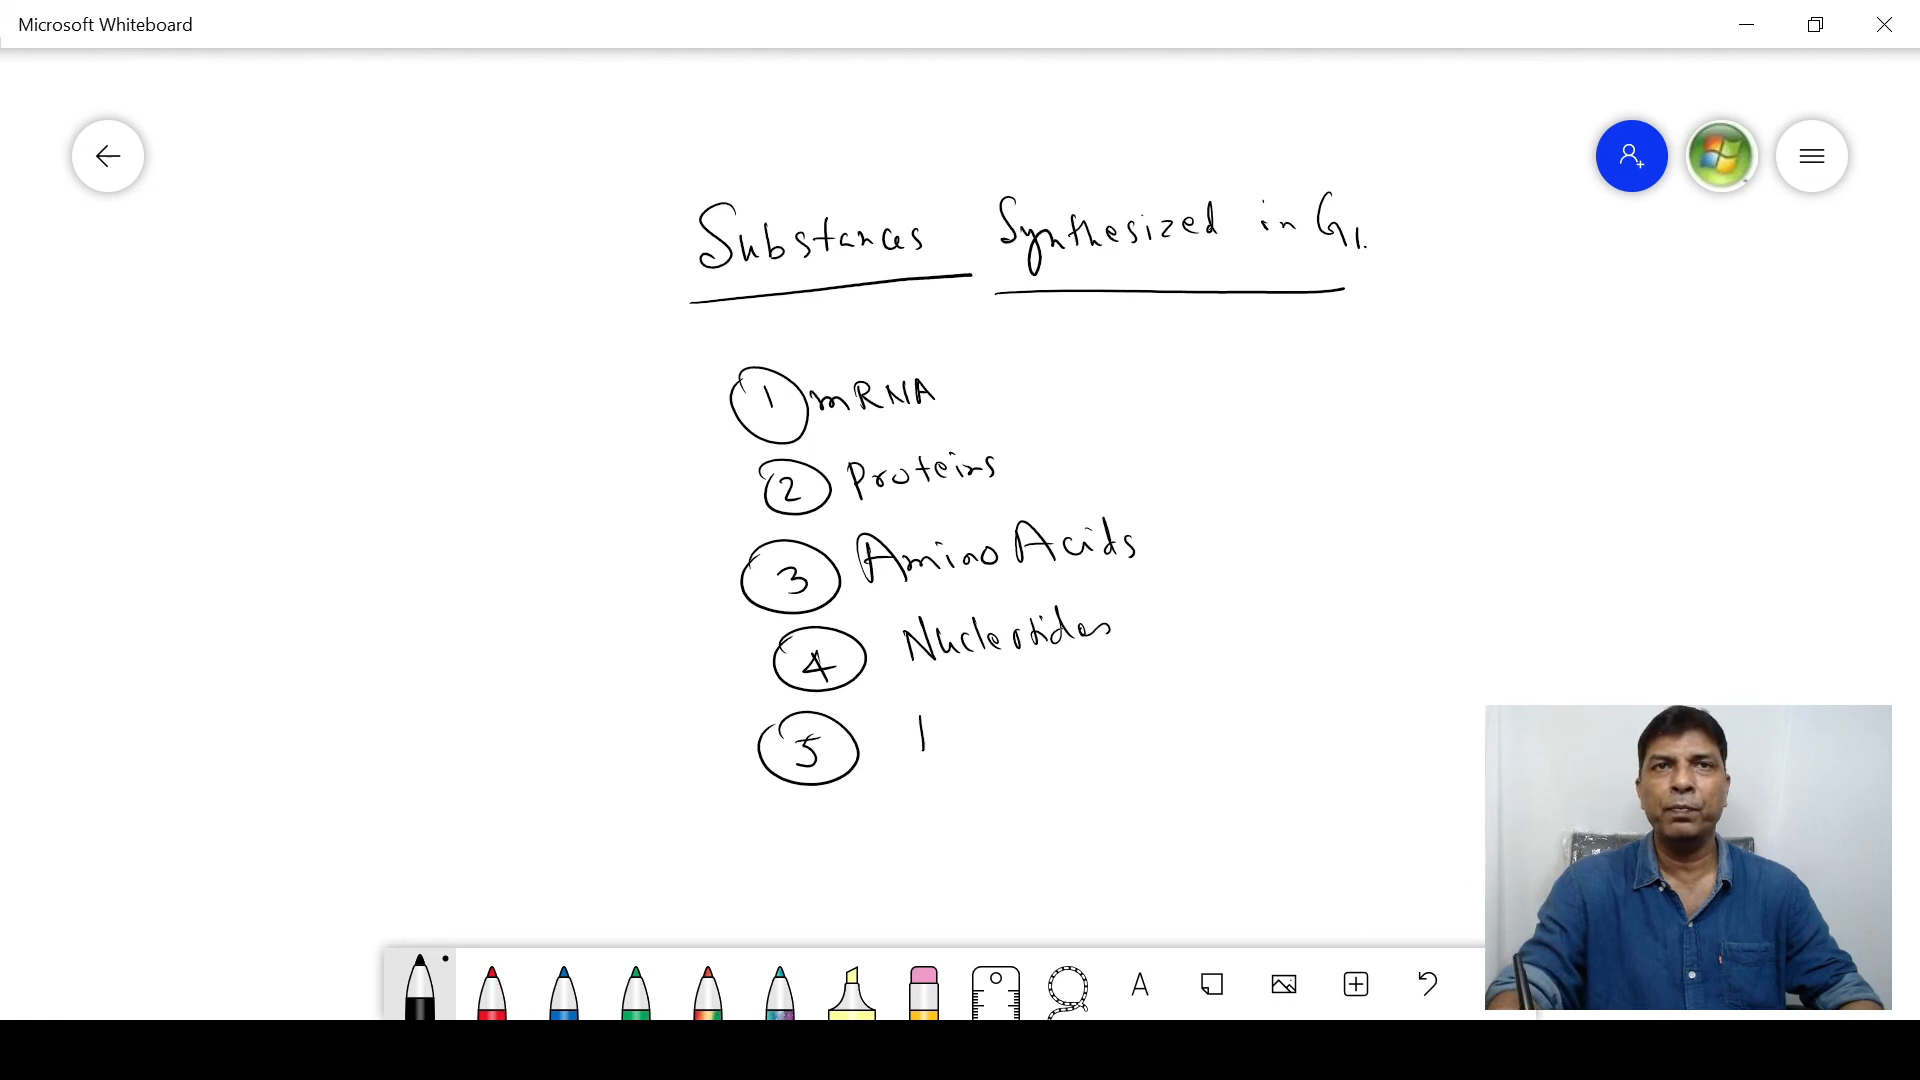 Microsoft Whiteboard
Substances Synthesized in G1.
1 mRNA
2 Proteins
3 Amino Acids
4 Nucleotides
5
A